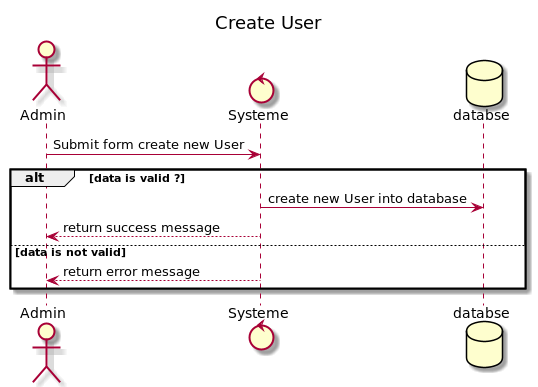 Create User
Admin
Systeme
databse
Submit form create new User
alt
[data is valid ?]
create new User into database
return success message
[data is not valid]
return error message
Admin
Systeme
databse